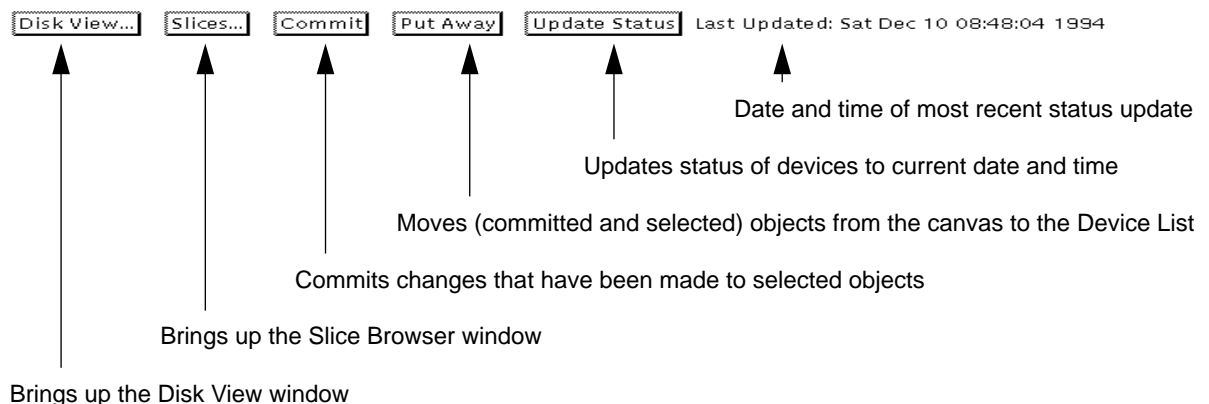 Disk View... Slices... Commit Put Away Update Status Last Updated: Sat Dec 10 08:48:04 1994
Date and time of most recent status update
Updates status of devices to current date and time
Moves (committed and selected) objects from the canvas to the Device List
Commits changes that have been made to selected objects
Brings up the Slice Browser window
Brings up the Disk View window